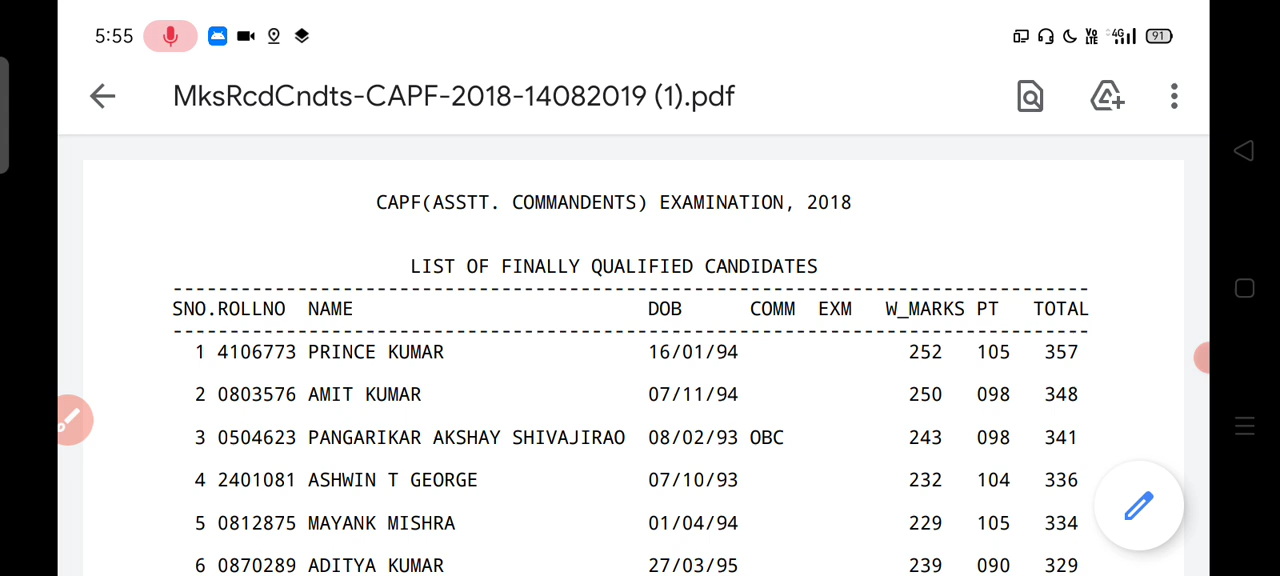 5:55 Vo LTE 4G 91
MksRcdCndts-CAPF-2018-14082019 (1).pdf
CAPF(ASSTT. COMMANDENTS) EXAMINATION, 2018
LIST OF FINALLY QUALIFIED CANDIDATES
SNO.ROLLNO NAME DOB COMM EXM W_MARKS PT TOTAL
1 4106773 PRINCE KUMAR 16/01/94 252 105 357
2 0803576 AMIT KUMAR 07/11/94 250 098 348
3 0504623 PANGARIKAR AKSHAY SHIVAJIRAO 08/02/93 OBC 243 098 341
4 2401081 ASHWIN T GEORGE 07/10/93 232 104 336
5 0812875 MAYANK MISHRA 01/04/94 229 105 334
6 0870289 ADITYA KUMAR 27/03/95 239 090 329